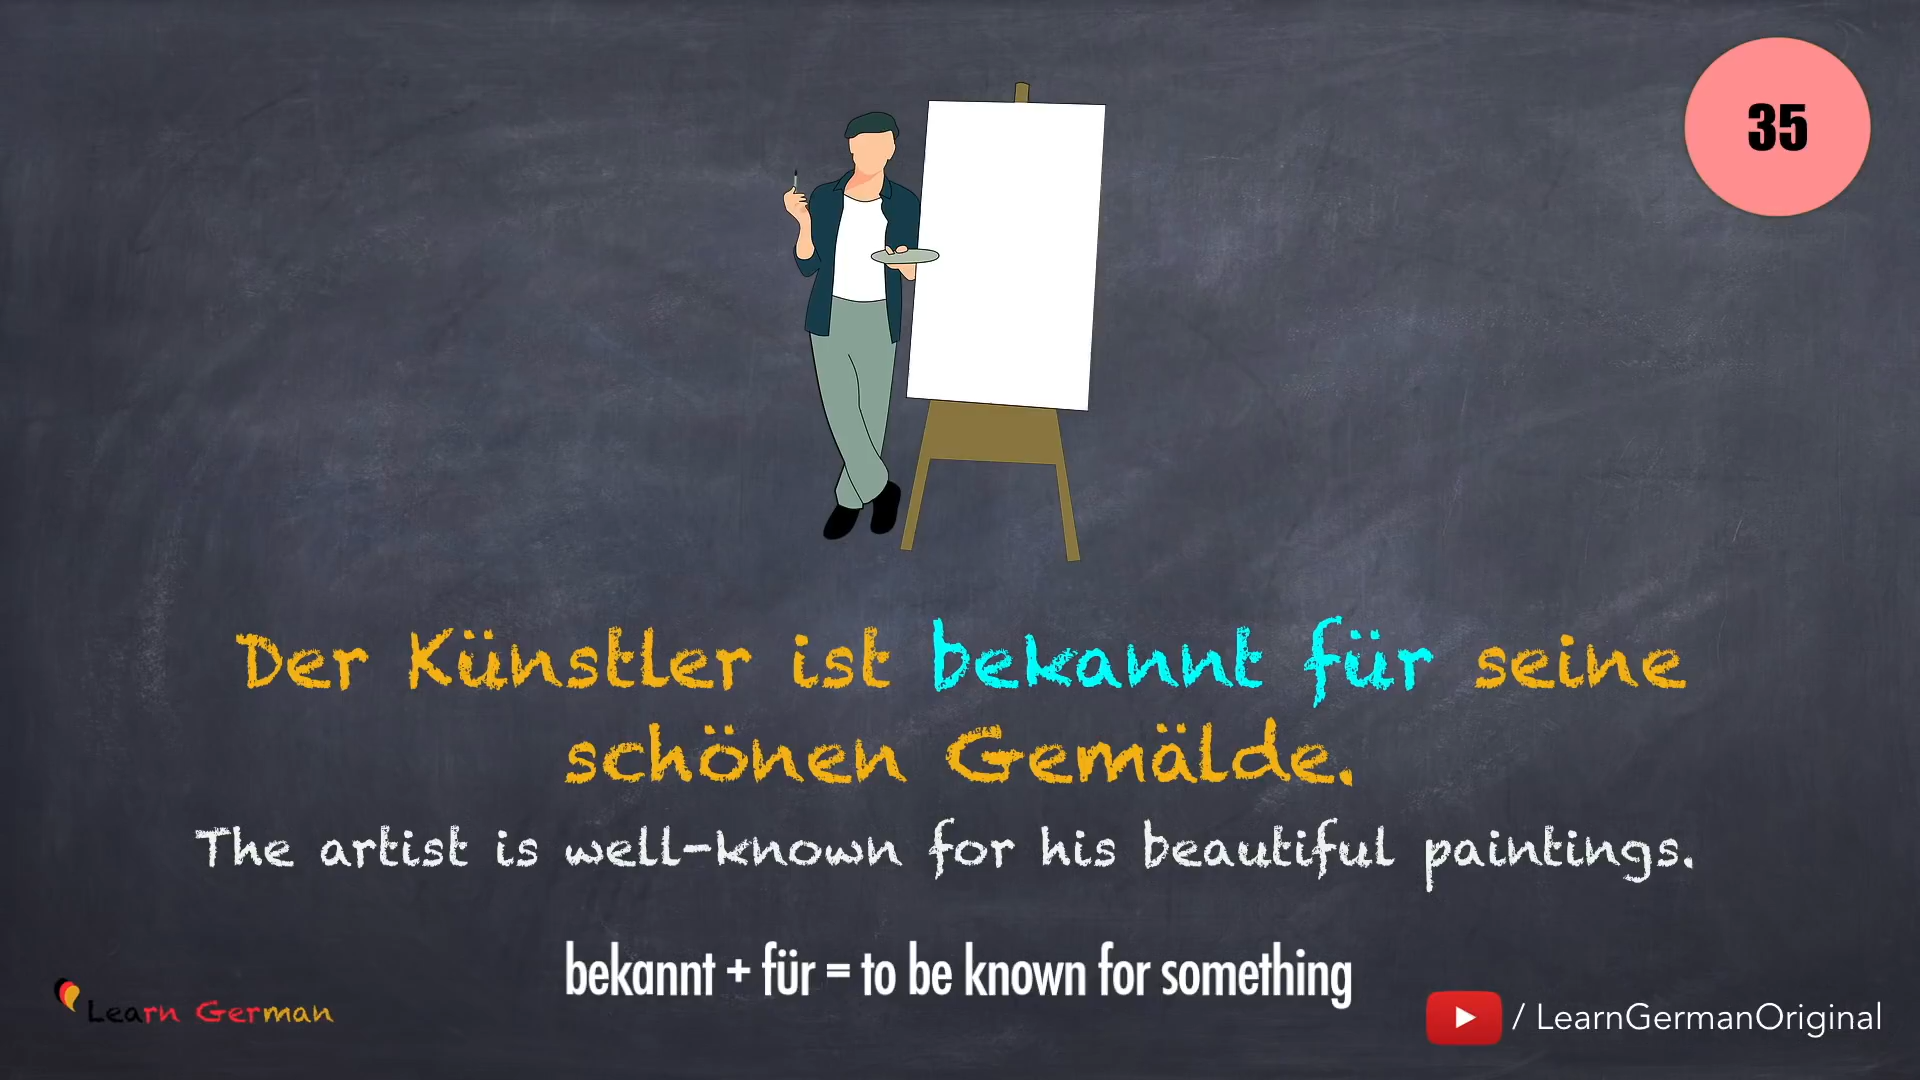 35
Der Künstler ist bekannt für seine
schönen Gemälde.
The artist is well-known for his beautiful paintings.
bekannt + für = to be known for something
Learn German
/ LearnGermanOriginal